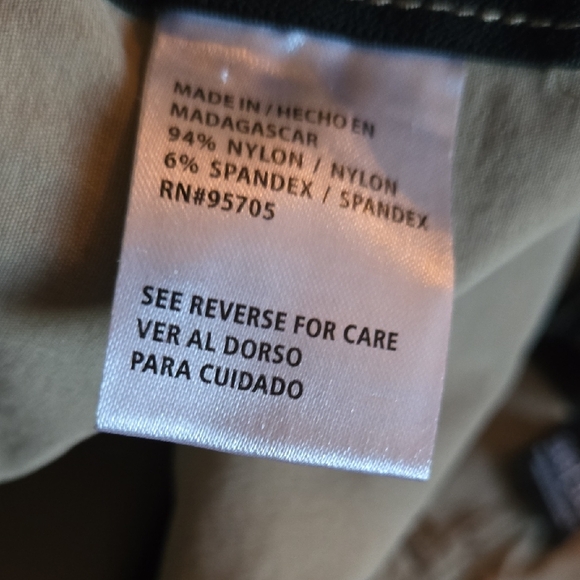 MADE IN / HECHO EN
MADAGASCAR
94% NYLON / NYLON
6% SPANDEX / SPANDEX
RN#95705
SEE REVERSE FOR CARE
VER AL DORSO
PARA CUIDADO